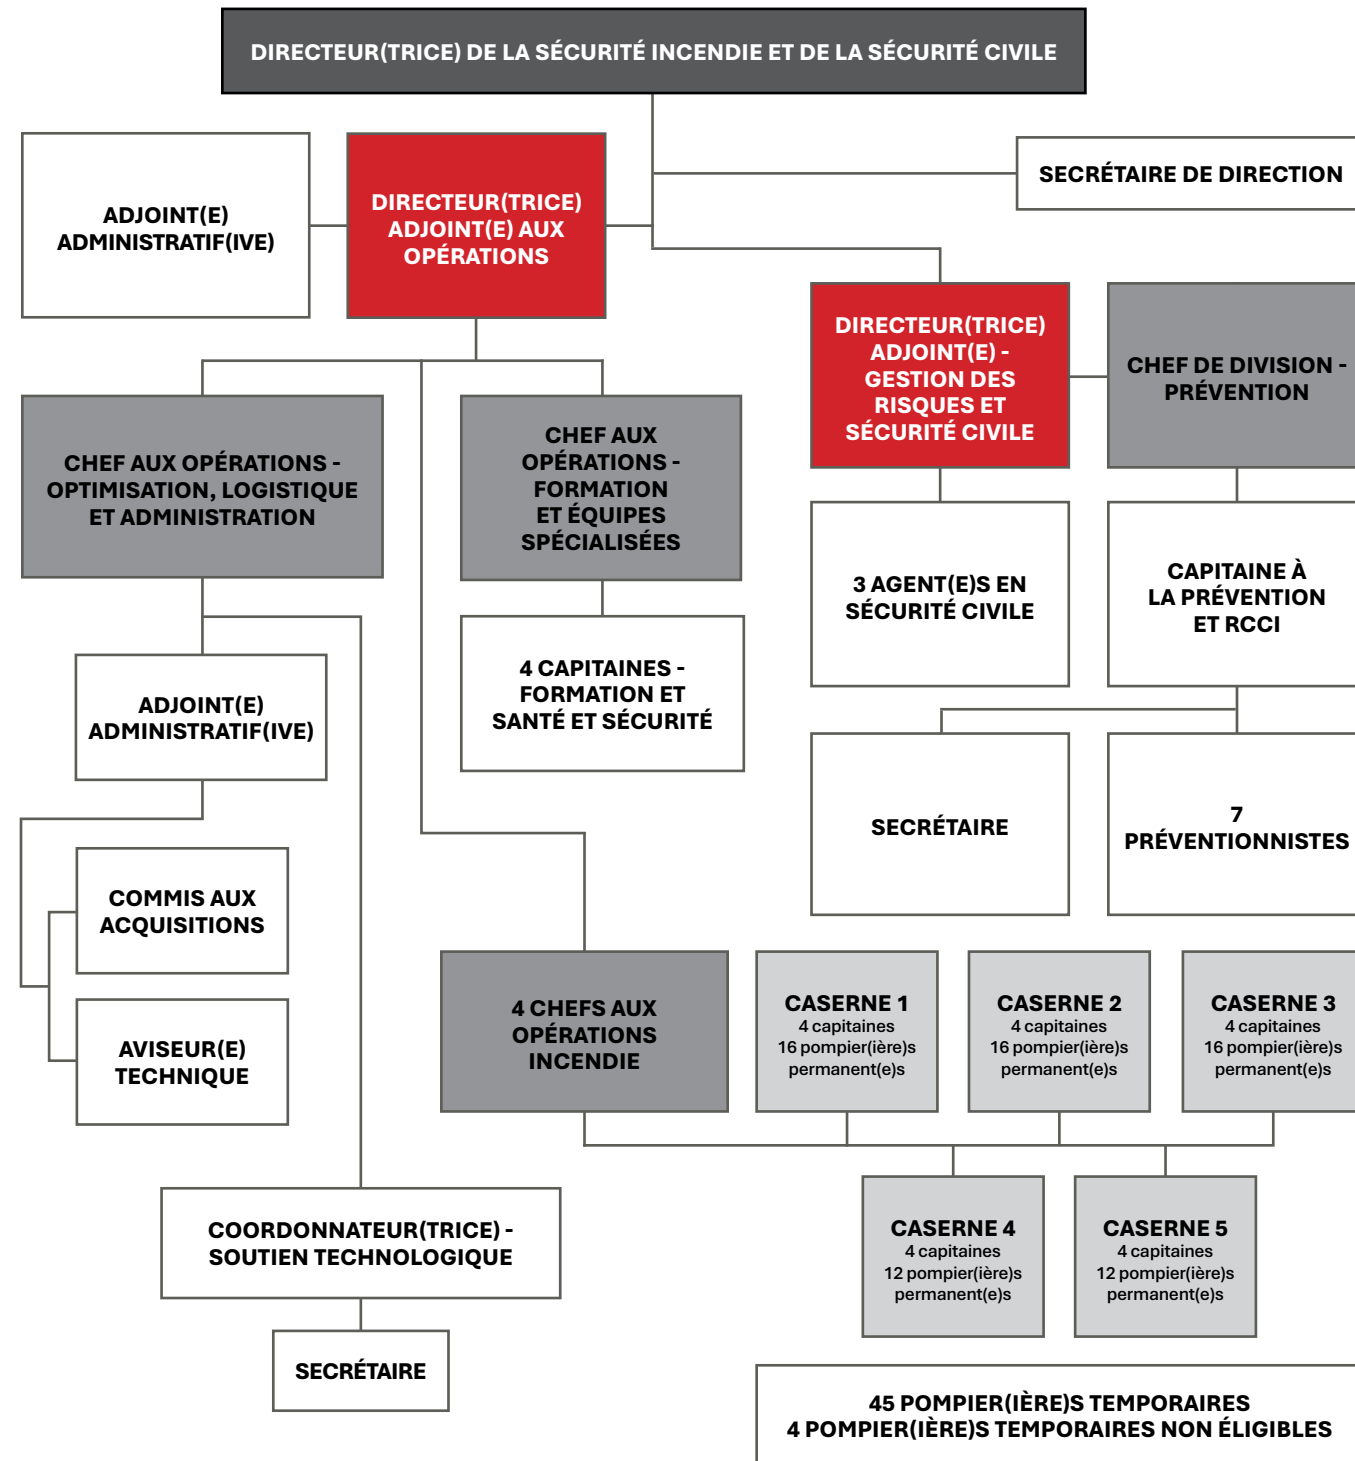 DIRECTEUR(TRICE) DE LA SÉCURITÉ INCENDIE ET DE LA SÉCURITÉ CIVILE
ADJOINT(E)
ADMINISTRATIF(IVE)
DIRECTEUR(TRICE)
ADJOINT(E) AUX
OPÉRATIONS
SECRÉTAIRE DE DIRECTION
DIRECTEUR(TRICE)
ADJOINT(E) -
GESTION DES
RISQUES ET
SÉCURITÉ CIVILE
CHEF DE DIVISION -
PRÉVENTION
CHEF AUX OPÉRATIONS -
OPTIMISATION, LOGISTIQUE
ET ADMINISTRATION
CHEF AUX
OPÉRATIONS -
FORMATION
ET ÉQUIPES
SPÉCIALISÉES
3 AGENT(E)S EN
SÉCURITÉ CIVILE
CAPITAINE À
LA PRÉVENTION
ET RCCI
4 CAPITAINES -
FORMATION ET
SANTÉ ET SÉCURITÉ
ADJOINT(E)
ADMINISTRATIF(IVE)
SECRÉTAIRE
7
PRÉVENTIONNISTES
COMMIS AUX
ACQUISITIONS
AVISEUR(E)
TECHNIQUE
4 CHEFS AUX
OPÉRATIONS
INCENDIE
CASERNE 1
4 capitaines
16 pompier(ière)s
permanent(e)s
CASERNE 2
4 capitaines
16 pompier(ière)s
permanent(e)s
CASERNE 3
4 capitaines
16 pompier(ière)s
permanent(e)s
COORDONNATEUR(TRICE) -
SOUTIEN TECHNOLOGIQUE
CASERNE 4
4 capitaines
12 pompier(ière)s
permanent(e)s
CASERNE 5
4 capitaines
12 pompier(ière)s
permanent(e)s
SECRÉTAIRE
45 POMPIER(IÈRE)S TEMPORAIRES
4 POMPIER(IÈRE)S TEMPORAIRES NON ÉLIGIBLES